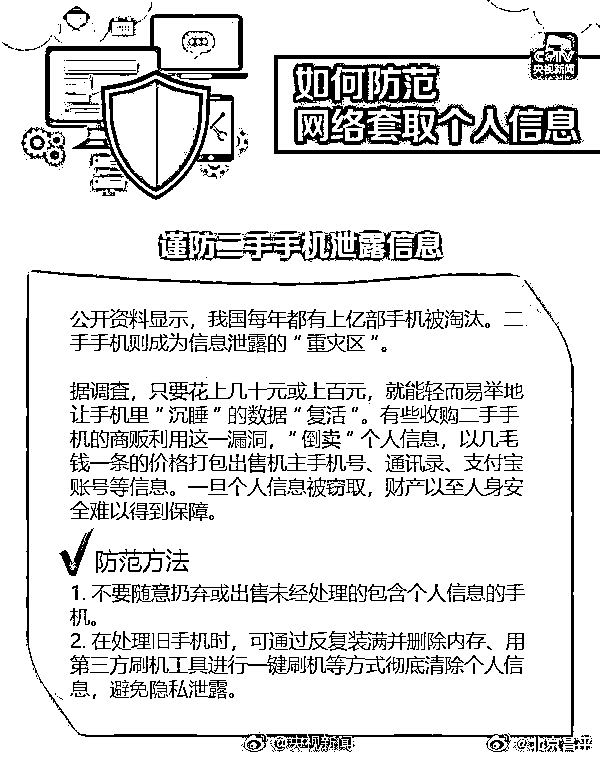 CCTV
央视新闻
如何防范
网络套取个人信息
谨防二手手机泄露信息
公开资料显示，我国每年都有上亿部手机被淘汰。二
手手机则成为信息泄露的＂重灾区＂。
据调查，只要花上几十元或上百元，就能轻而易举地
让手机里＂沉睡＂的数据＂复活＂。有些收购二手手
机的商贩利用这一漏洞，＂倒卖＂个人信息，以几毛
钱一条的价格打包出售机主手机号、通讯录、支付宝
账号等信息。一旦个人信息被窃取，财产以至人身安
全难以得到保障。
防范方法
1. 不要随意扔弃或出售未经处理的包含个人信息的手
机。
2. 在处理旧手机时，可通过反复装满并删除内存、用
第三方刷机工具进行一键刷机等方式彻底清除个人信
息，避免隐私泄露。
@央视新闻
@北京昌平